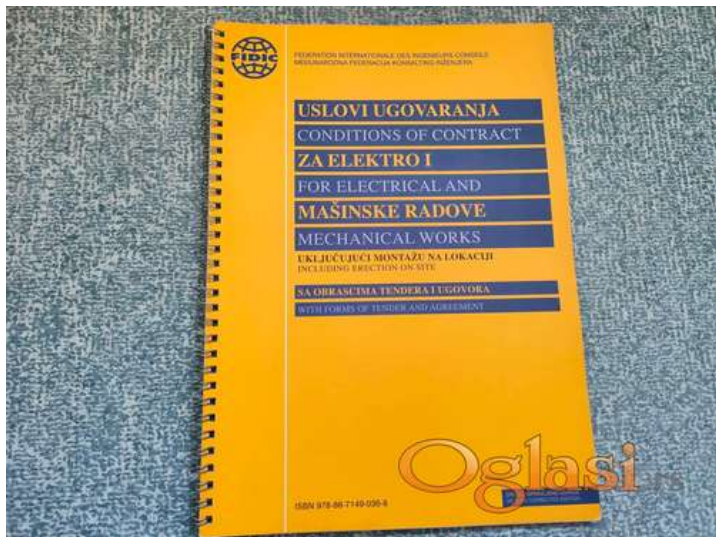 FIDIC
FEDERATION INTERNATIONALE DES INGENIEURS-CONSEILS
MEĐUNARODNA FEDERACIJA KONSALTING INŽENJERA
USLOVI UGOVARANJA
CONDITIONS OF CONTRACT
ZA ELEKTRO I
FOR ELECTRICAL AND
MAŠINSKE RADOVE
MECHANICAL WORKS
UKLJUČUJUĆI MONTAŽU NA LOKACIJI
INCLUDING ERECTION ON SITE
SA OBRASCIMA TENDERA I UGOVORA
WITH FORMS OF TENDER AND AGREEMENT
Oglasi.rs
ISBN 978-86-7149-036-8